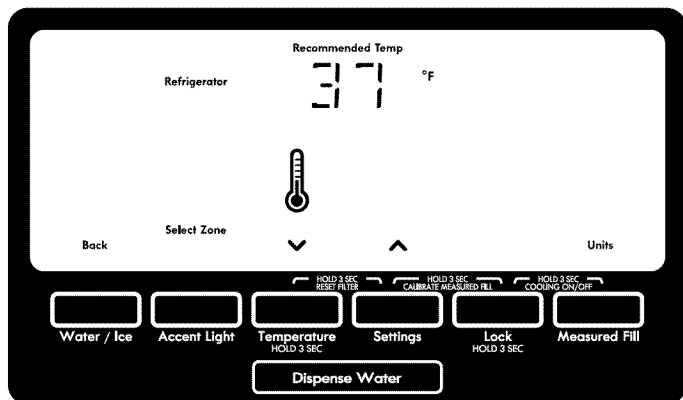 Recommended Temp
Refrigerator 37 °F
Select Zone
Back Units
HOLD 3 SEC HOLD 3 SEC HOLD 3 SEC
RESET FILTER CALIBRATE MEASURED FILL COOLING ON/OFF
Water / Ice Accent Light Temperature Settings Lock Measured Fill
HOLD 3 SEC HOLD 3 SEC
Dispense Water